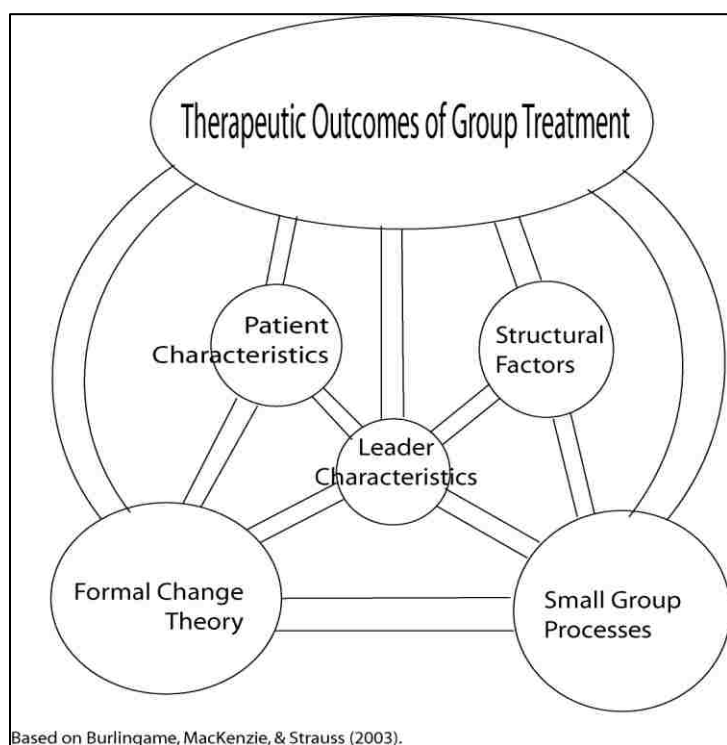 Therapeutic Outcomes of Group Treatment
Patient
Characteristics
Structural
Factors
Leader
Characteristics
Formal Change
Theory
Small Group
Processes
Based on Burlingame, MacKenzie, & Strauss (2003).